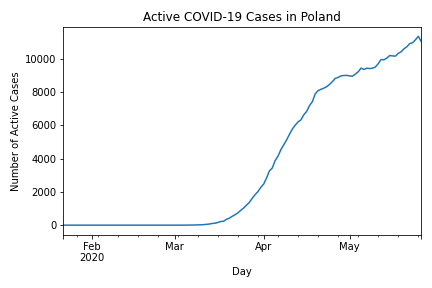 Active COVID-19 Cases in Poland
Number of Active Cases
10000
8000
6000
4000
2000
0
Feb
2020
Mar
Apr
May
Day